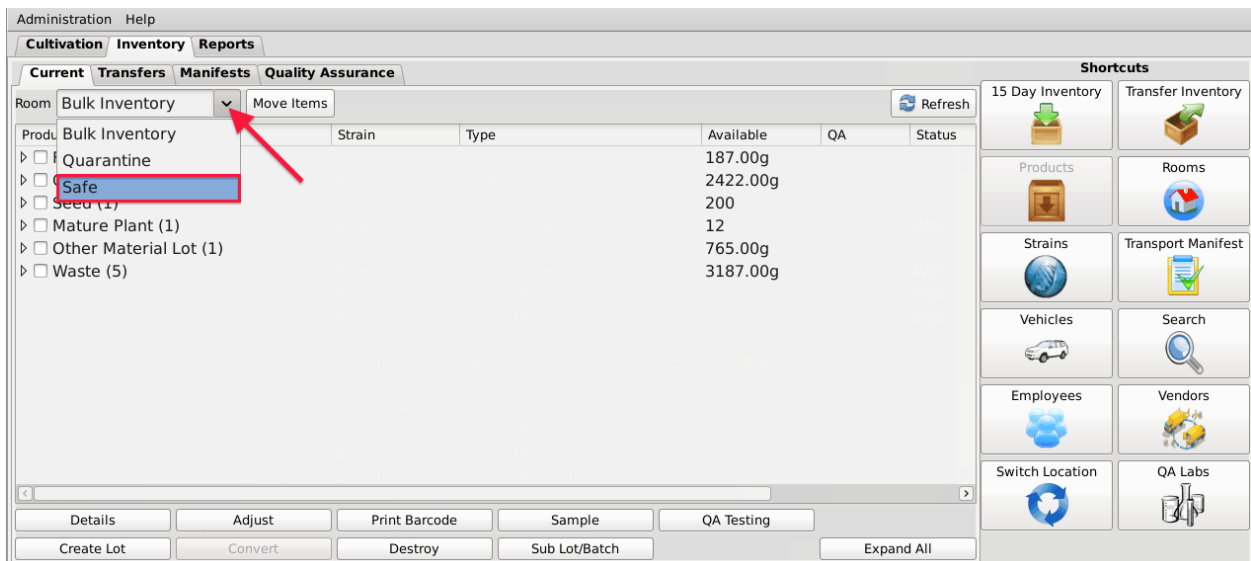 Administration Help
Cultivation Inventory Reports
Current Transfers Manifests Quality Assurance
Room Bulk Inventory Move Items Refresh
Strain Type Available QA Status
Bulk Inventory
Quarantine
Safe
187.00g
2422.00g
Seed (1) 200
Mature Plant (1) 12
Other Material Lot (1) 765.00g
Waste (5) 3187.00g
Details Adjust Print Barcode Sample QA Testing
Create Lot Convert Destroy Sub Lot/Batch Expand All
Shortcuts
15 Day Inventory Transfer Inventory
Products Rooms
Strains Transport Manifest
Vehicles Search
Employees Vendors
Switch Location QA Labs